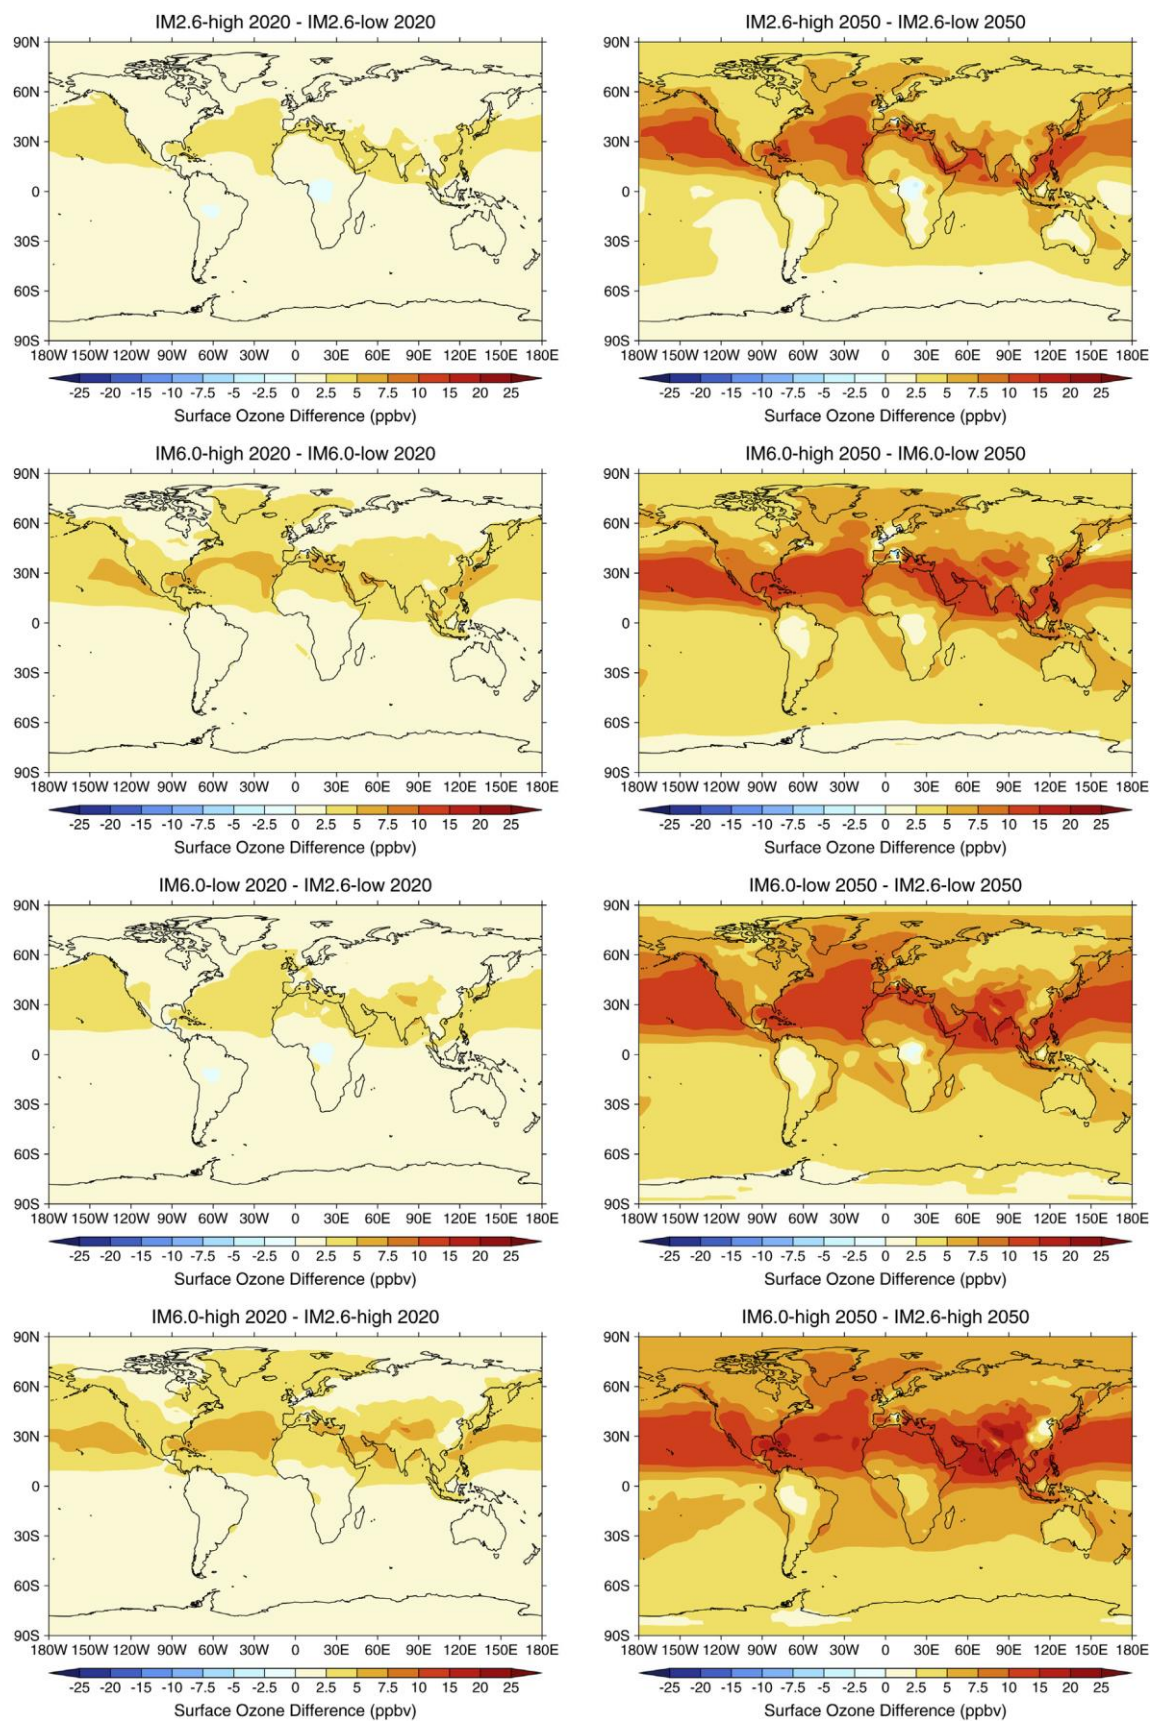 IM2.6-high 2020 - IM2.6-low 2020
90N
60N
30N
0
30S
60S
90S
180W 150W 120W 90W 60W 30W 0 30E 60E 90E 120E 150E 180E
-25 -20 -15 -10 -7.5 -5 -2.5 0 2.5 5 7.5 10 15 20 25
Surface Ozone Difference (ppbv)
IM2.6-high 2050 - IM2.6-low 2050
90N
60N
30N
0
30S
60S
90S
180W 150W 120W 90W 60W 30W 0 30E 60E 90E 120E 150E 180E
-25 -20 -15 -10 -7.5 -5 -2.5 0 2.5 5 7.5 10 15 20 25
Surface Ozone Difference (ppbv)
IM6.0-high 2020 - IM6.0-low 2020
90N
60N
30N
0
30S
60S
90S
180W 150W 120W 90W 60W 30W 0 30E 60E 90E 120E 150E 180E
-25 -20 -15 -10 -7.5 -5 -2.5 0 2.5 5 7.5 10 15 20 25
Surface Ozone Difference (ppbv)
IM6.0-high 2050 - IM6.0-low 2050
90N
60N
30N
0
30S
60S
90S
180W 150W 120W 90W 60W 30W 0 30E 60E 90E 120E 150E 180E
-25 -20 -15 -10 -7.5 -5 -2.5 0 2.5 5 7.5 10 15 20 25
Surface Ozone Difference (ppbv)
IM6.0-low 2020 - IM2.6-low 2020
90N
60N
30N
0
30S
60S
90S
180W 150W 120W 90W 60W 30W 0 30E 60E 90E 120E 150E 180E
-25 -20 -15 -10 -7.5 -5 -2.5 0 2.5 5 7.5 10 15 20 25
Surface Ozone Difference (ppbv)
IM6.0-low 2050 - IM2.6-low 2050
90N
60N
30N
0
30S
60S
90S
180W 150W 120W 90W 60W 30W 0 30E 60E 90E 120E 150E 180E
-25 -20 -15 -10 -7.5 -5 -2.5 0 2.5 5 7.5 10 15 20 25
Surface Ozone Difference (ppbv)
IM6.0-high 2020 - IM2.6-high 2020
90N
60N
30N
0
30S
60S
90S
180W 150W 120W 90W 60W 30W 0 30E 60E 90E 120E 150E 180E
-25 -20 -15 -10 -7.5 -5 -2.5 0 2.5 5 7.5 10 15 20 25
Surface Ozone Difference (ppbv)
IM6.0-high 2050 - IM2.6-high 2050
90N
60N
30N
0
30S
60S
90S
180W 150W 120W 90W 60W 30W 0 30E 60E 90E 120E 150E 180E
-25 -20 -15 -10 -7.5 -5 -2.5 0 2.5 5 7.5 10 15 20 25
Surface Ozone Difference (ppbv)